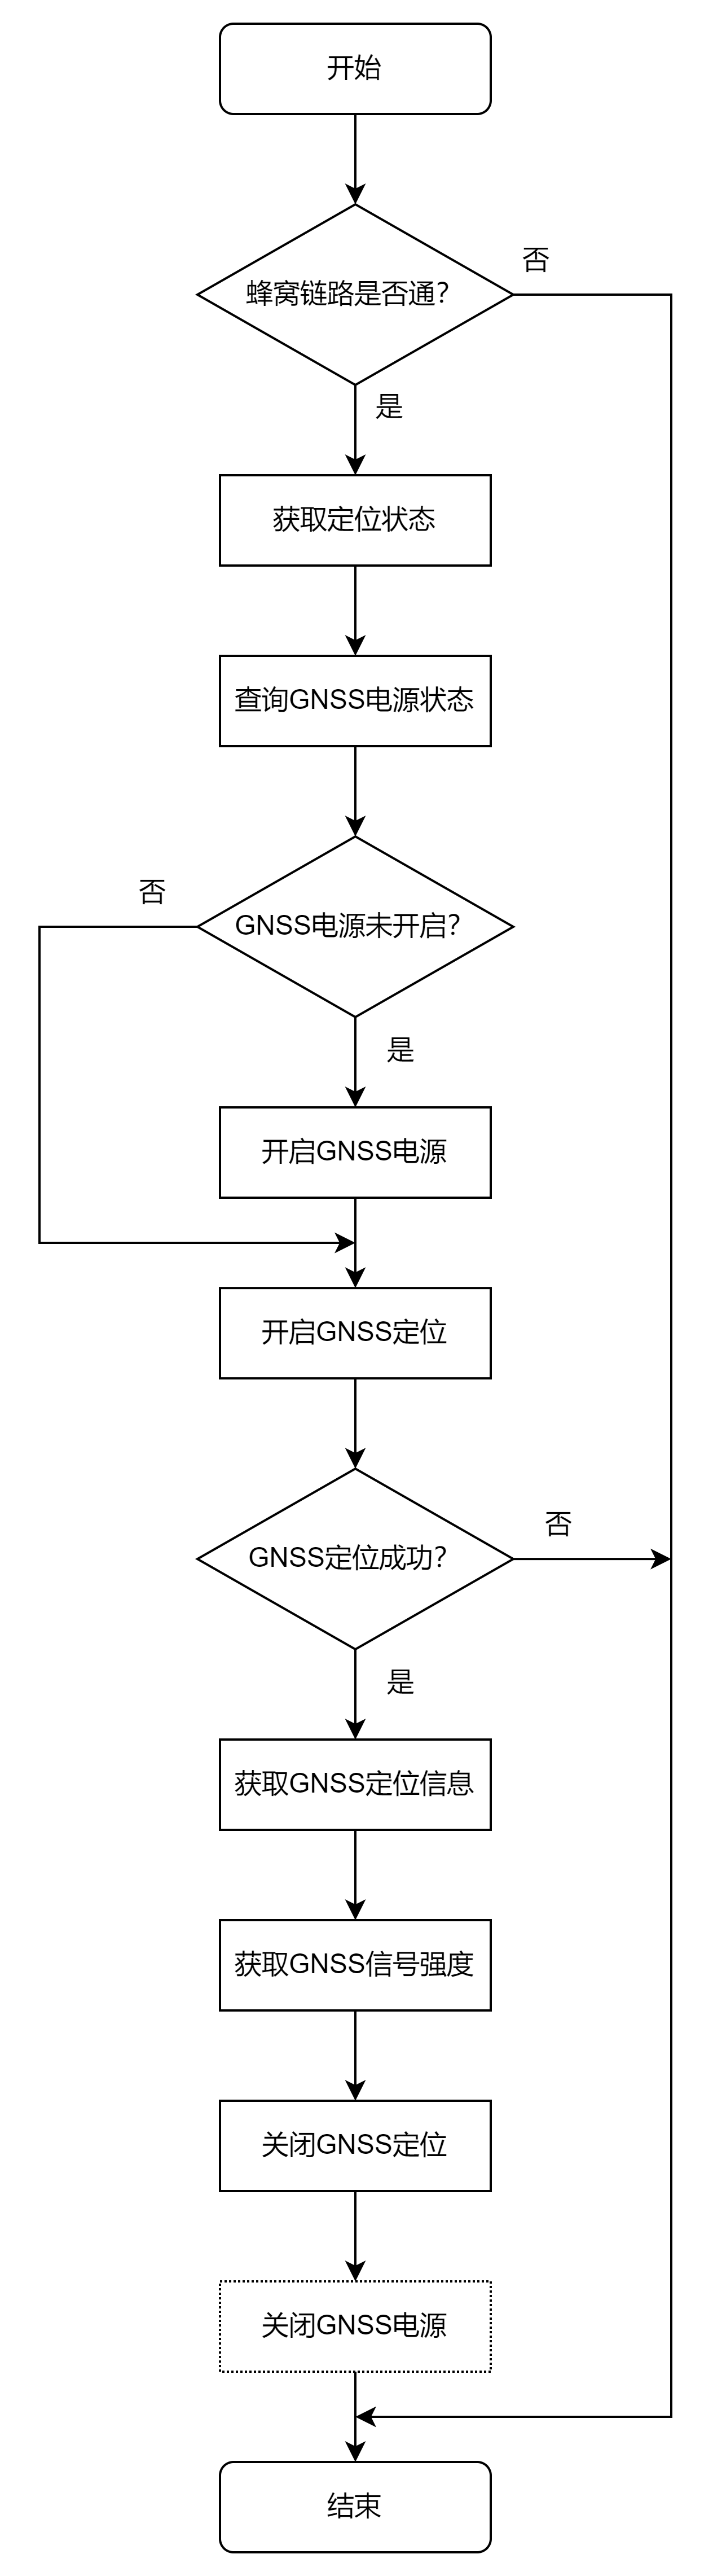 开始
蜂窝链路是否通?
否
是
获取定位状态
查询GNSS电源状态
否
GNSS电源未开启?
是
开启GNSS电源
开启GNSS定位
GNSS定位成功?
否
是
获取GNSS定位信息
获取GNSS信号强度
关闭GNSS定位
关闭GNSS电源
结束